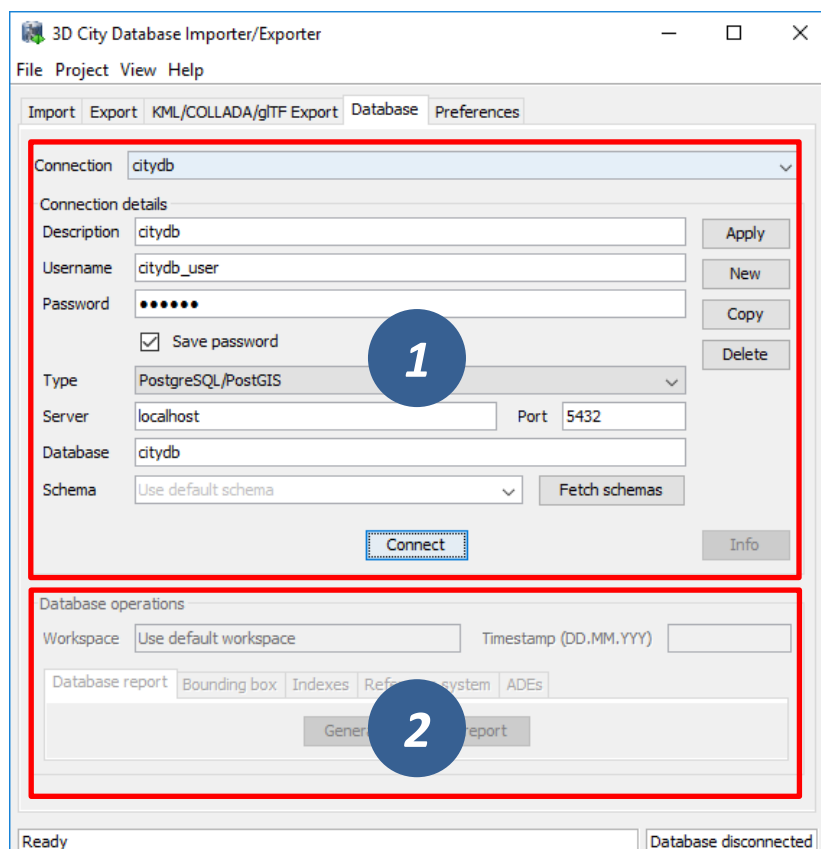 3D City Database Importer/Exporter
File Project View Help
Import Export KML/COLLADA/glTF Export Database Preferences
Connection citydb
Connection details
Description citydb Apply
Username citydb_user New
Password ●●●●●● Copy
Save password Delete
1
Type PostgreSQL/PostGIS
Server localhost Port 5432
Database citydb
Schema Use default schema Fetch schemas
Connect Info
Database operations
Workspace Use default workspace Timestamp (DD.MM.YYY)
Database report Bounding box Indexes system ADEs
2 report
Ready Database disconnected